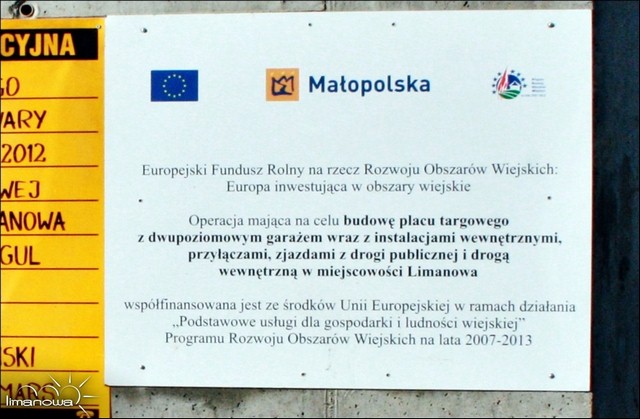 CYJNA
GO
WARY
2012
WEJ
ANOWA
GUL
SKI
MARS
limanowa
Małopolska
Europejski Fundusz Rolny na rzecz Rozwoju Obszarów Wiejskich:
Europa inwestująca w obszary wiejskie
Operacja mająca na celu budowę placu targowego
z dwupoziomowym garażem wraz z instalacjami wewnętrznymi,
przyłączami, zjazdami z drogi publicznej i drogą
wewnętrzną w miejscowości Limanowa
współfinansowana jest ze środków Unii Europejskiej w ramach działania
„Podstawowe usługi dla gospodarki i ludności wiejskiej”
Programu Rozwoju Obszarów Wiejskich na lata 2007-2013